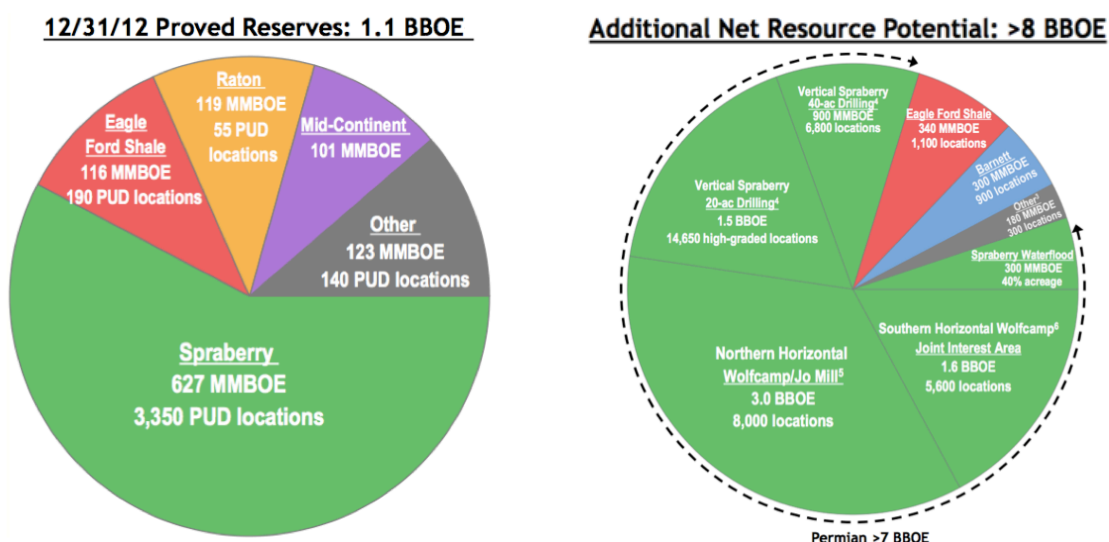 12/31/12 Proved Reserves: 1.1 BBOE
Raton
119 MMBOE
55 PUD
locations
Mid-Continent
101 MMBOE
Eagle
Ford Shale
116 MMBOE
190 PUD locations
Other
123 MMBOE
140 PUD locations
Spraberry
627 MMBOE
3,350 PUD locations
Additional Net Resource Potential: >8 BBOE
Vertical Spraberry
40-ac Drilling⁴
900 MMBOE
6,800 locations
Eagle Ford Shale
340 MMBOE
1,100 locations
Barnett
300 MMBOE
900 locations
Other³
180 MMBOE
300 locations
Spraberry Waterflood
300 MMBOE
40% acreage
Vertical Spraberry
20-ac Drilling⁴
1.5 BBOE
14,650 high-graded locations
Southern Horizontal Wolfcamp⁶
Joint Interest Area
1.6 BBOE
5,600 locations
Northern Horizontal
Wolfcamp/Jo Mill⁵
3.0 BBOE
8,000 locations
Permian >7 BBOE